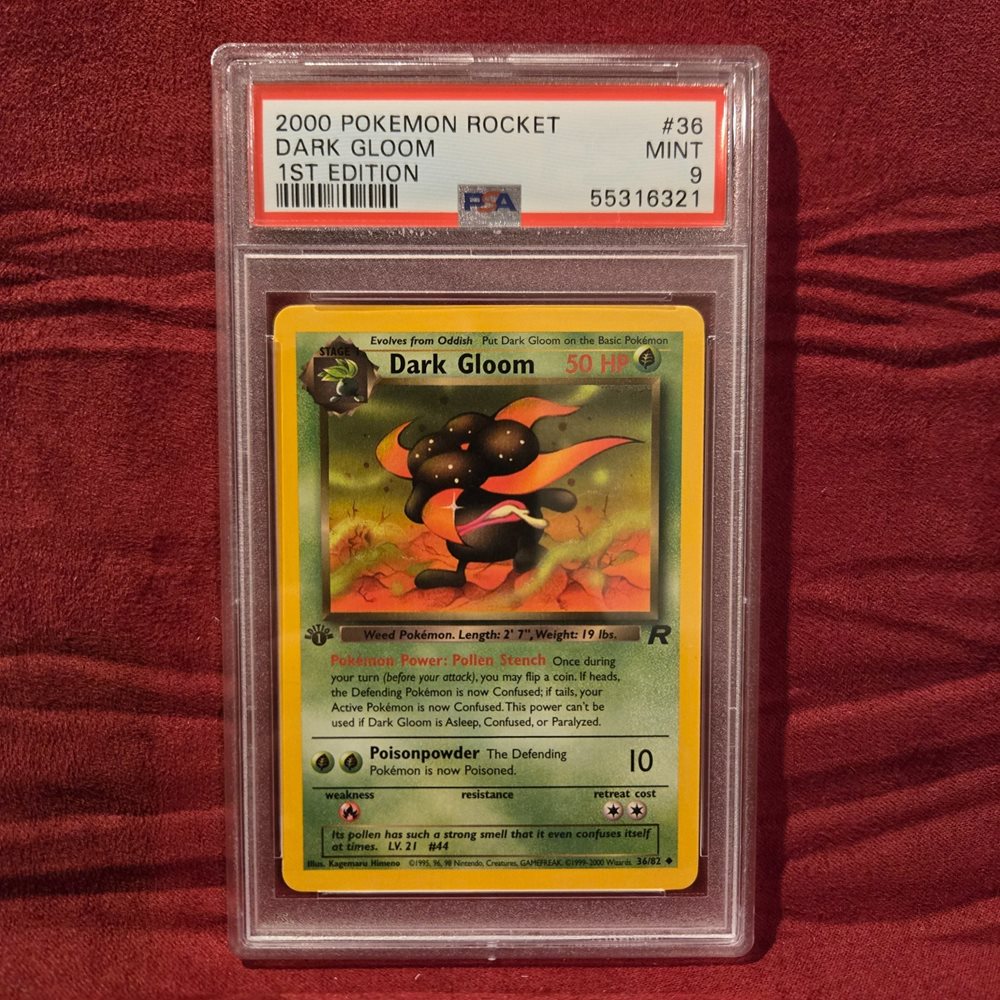 2000 POKEMON ROCKET #36
DARK GLOOM MINT
1ST EDITION 9
PSA 55316321
Evolves from Oddish Put Dark Gloom on the Basic Pokémon
STAGE 1
Dark Gloom 50 HP
EDITION
1
Weed Pokémon. Length: 2' 7", Weight: 19 lbs.
R
Pokémon Power: Pollen Stench Once during
your turn (before your attack), you may flip a coin. If heads,
the Defending Pokémon is now Confused; if tails, your
Active Pokémon is now Confused. This power can't be
used if Dark Gloom is Asleep, Confused, or Paralyzed.
Poisonpowder The Defending
Pokémon is now Poisoned. 10
weakness resistance retreat cost
Its pollen has such a strong smell that it even confuses itself
at times. LV. 21 #44
Illus. Kagemaru Himeno ©1995, 96, 98 Nintendo, Creatures, GAMEFREAK. ©1999-2000 Wizards. 36/82